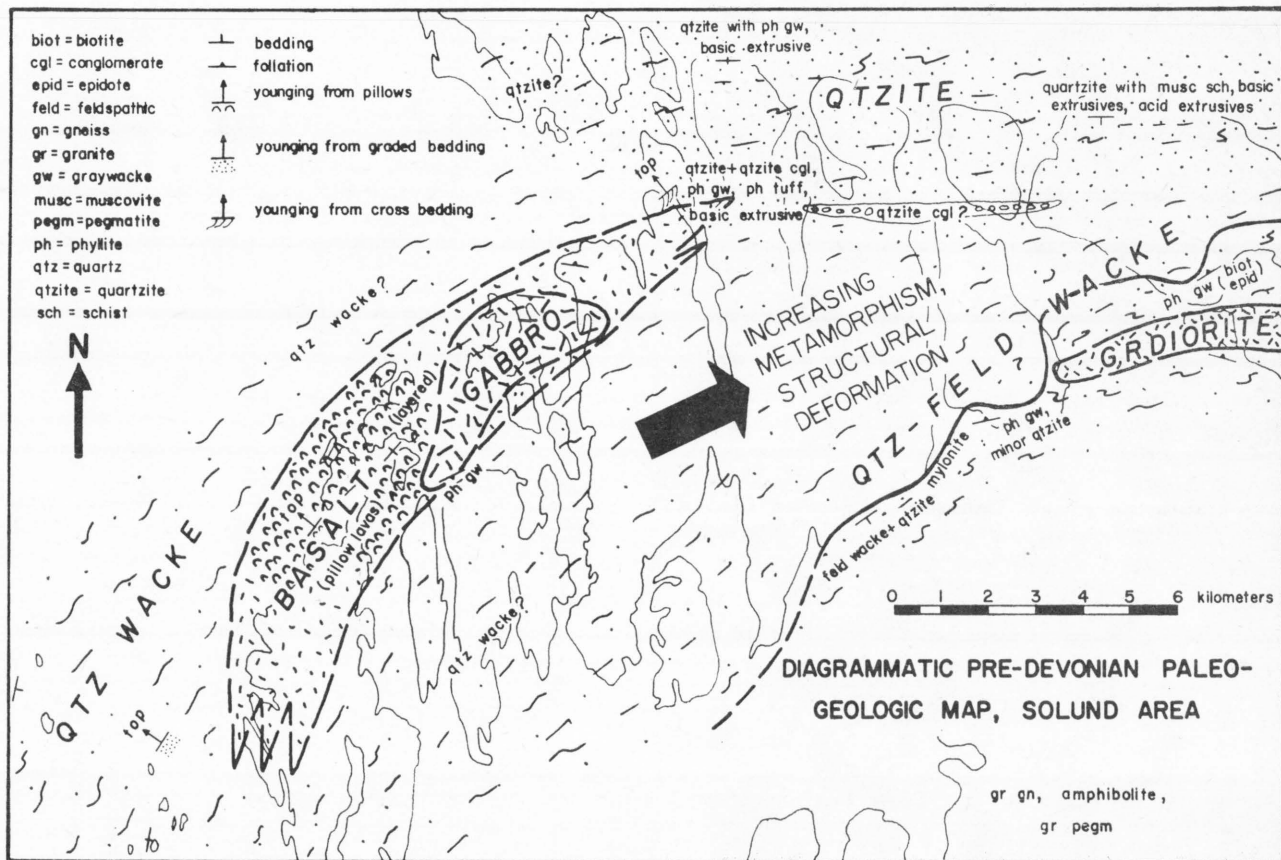 biot = biotite
cgl = conglomerate
epid = epidote
feld = feldspathic
gn = gneiss
gr = granite
gw = graywacke
musc = muscovite
pegm = pegmatite
ph = phyllite
qtz = quartz
qtzite = quartzite
sch = schist
bedding
foliation
younging from pillows
younging from graded bedding
younging from cross bedding
N
qtzite with ph gw,
basic extrusive
qtzite?
QTZITE
quartzite with musc sch, basic
extrusives, acid extrusives
top
qtzite+qtzite cgl,
ph gw, ph tuff,
basic extrusive
qtzite cgl ?
qtz wacke?
GABBRO
(layered)
BASALT
(pillow lavas)
ph gw
INCREASING
METAMORPHISM,
STRUCTURAL
DEFORMATION
QTZ-FELD W-ACKE
?
ph gw (biot, epid)
GRDIORITE
ph gw,
minor qtzite
mylonite
feld wacke+ qtzite
QTZ WACKE
qtz wacke?
top
0 1 2 3 4 5 6 kilometers
DIAGRAMMATIC PRE-DEVONIAN PALEO-
GEOLOGIC MAP, SOLUND AREA
gr gn, amphibolite,
gr pegm